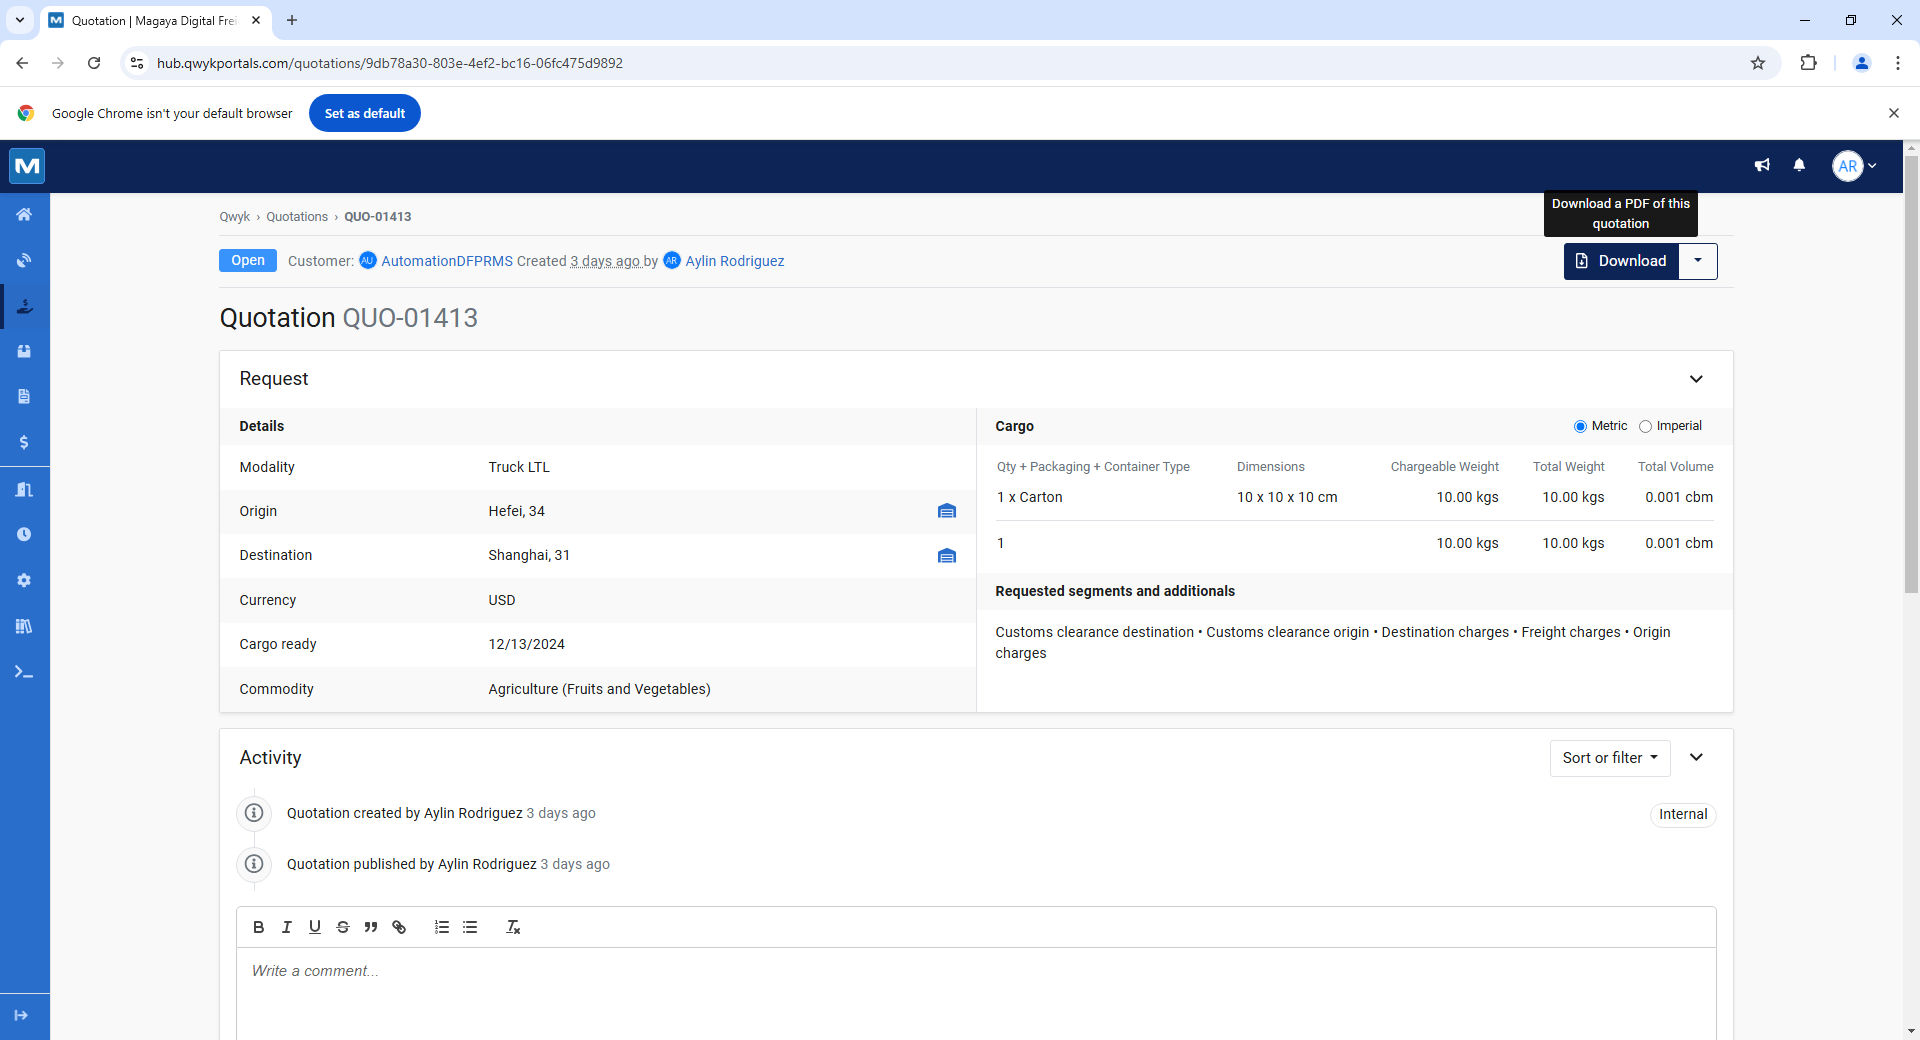 Quotation | Magaya Digital Frei
hub.qwykportals.com/quotations/9db78a30-803e-4ef2-bc16-06fc475d9892
Google Chrome isn't your default browser
Set as default
AR
Download a PDF of this
quotation
Qwyk › Quotations › QUO-01413
Open Customer: AU AutomationDFPRMS Created 3 days ago by AR Aylin Rodriguez
Download
Quotation QUO-01413
Request
Details
Modality Truck LTL
Origin Hefei, 34
Destination Shanghai, 31
Currency USD
Cargo ready 12/13/2024
Commodity Agriculture (Fruits and Vegetables)
Cargo Metric Imperial
Qty + Packaging + Container Type Dimensions Chargeable Weight Total Weight Total Volume
1 x Carton 10 x 10 x 10 cm 10.00 kgs 10.00 kgs 0.001 cbm
1 10.00 kgs 10.00 kgs 0.001 cbm
Requested segments and additionals
Customs clearance destination • Customs clearance origin • Destination charges • Freight charges • Origin
charges
Activity
Sort or filter
Quotation created by Aylin Rodriguez 3 days ago
Internal
Quotation published by Aylin Rodriguez 3 days ago
Write a comment...